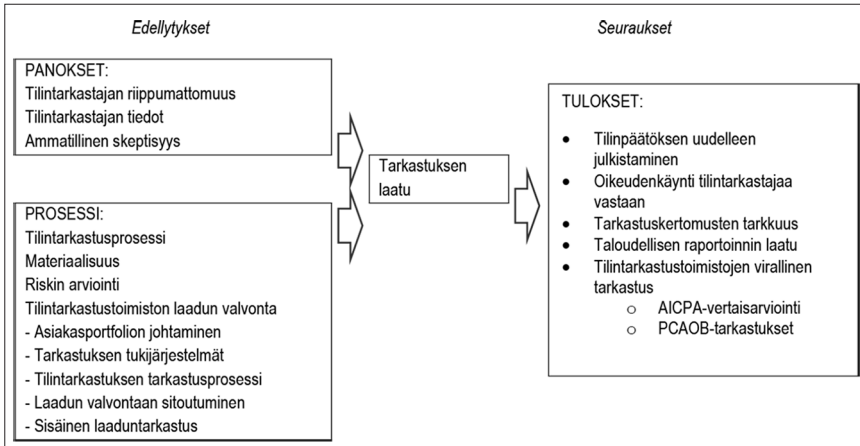 Edellytykset
PANOKSET:
Tilintarkastajan riippumattomuus
Tilintarkastajan tiedot
Ammatillinen skeptisyys
PROSESSI:
Tilintarkastusprosessi
Materiaalisuus
Riskin arviointi
Tilintarkastustoimiston laadun valvonta
- Asiakasportfolion johtaminen
- Tarkastuksen tukijärjestelmät
- Tilintarkastuksen tarkastusprosessi
- Laadun valvontaan sitoutuminen
- Sisäinen laaduntarkastus
Tarkastuksen
laatu
Seuraukset
TULOKSET:
• Tilinpäätöksen uudelleen
julkistaminen
• Oikeudenkäynti tilintarkastajaa
vastaan
• Tarkastuskertomusten tarkkuus
• Taloudellisen raportoinnin laatu
• Tilintarkastustoimistojen virallinen
tarkastus
o AICPA-vertaisarviointi
o PCAOB-tarkastukset